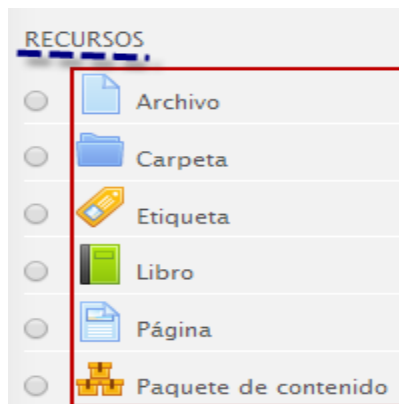 RECURSOS
Archivo
Carpeta
Etiqueta
Libro
Página
Paquete de contenido